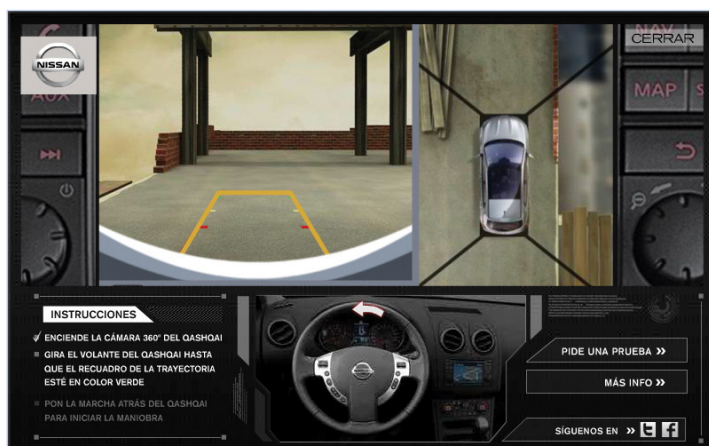 NISSAN
CERRAR
NAV
AUX
MAP
INSTRUCCIONES
ENCIENDE LA CÁMARA 360º DEL QASHQAI
GIRA EL VOLANTE DEL QASHQAI HASTA
QUE EL RECUADRO DE LA TRAYECTORIA
ESTÉ EN COLOR VERDE
PON LA MARCHA ATRÁS DEL QASHQAI
PARA INICIAR LA MANIOBRA
PIDE UNA PRUEBA »
MÁS INFO »
SÍGUENOS EN »